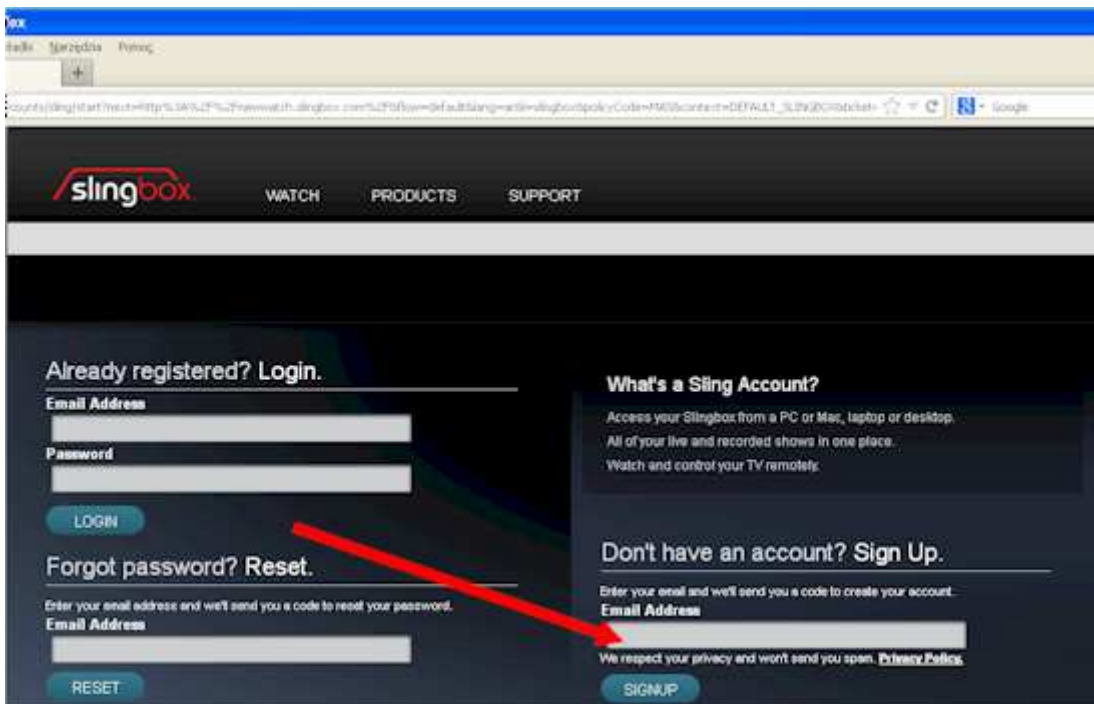 Narzędzia Pomoc
+
Google
slingbox
WATCH PRODUCTS SUPPORT
Already registered? Login.
Email Address
Password
LOGIN
Forgot password? Reset.
Enter your email address and we'll send you a code to reset your password.
Email Address
RESET
What's a Sling Account?
Access your Slingbox from a PC or Mac, laptop or desktop.
All of your live and recorded shows in one place.
Watch and control your TV remotely.
Don't have an account? Sign Up.
Enter your email and we'll send you a code to create your account.
Email Address
We respect your privacy and won't send you spam. Privacy Policy.
SIGNUP